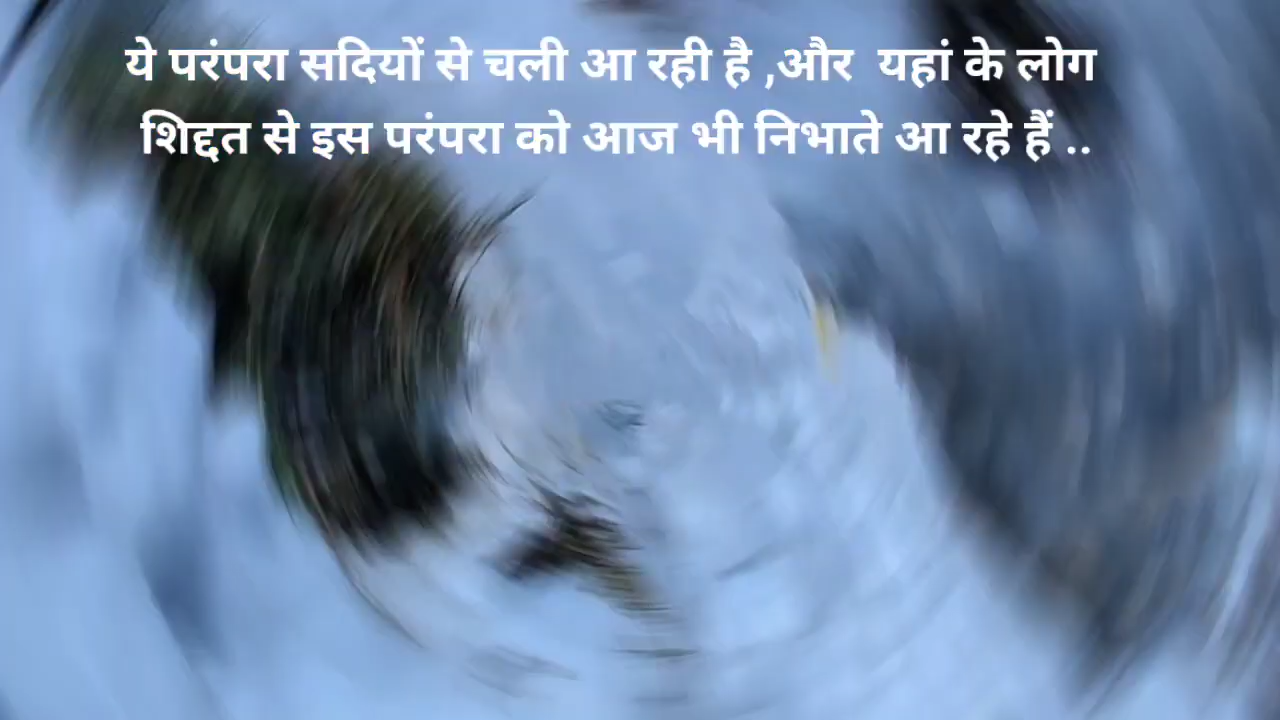 ये परंपरा सदियों से चली आ रही है ,और यहां के लोग
शिद्दत से इस परंपरा को आज भी निभाते आ रहे हैं ..